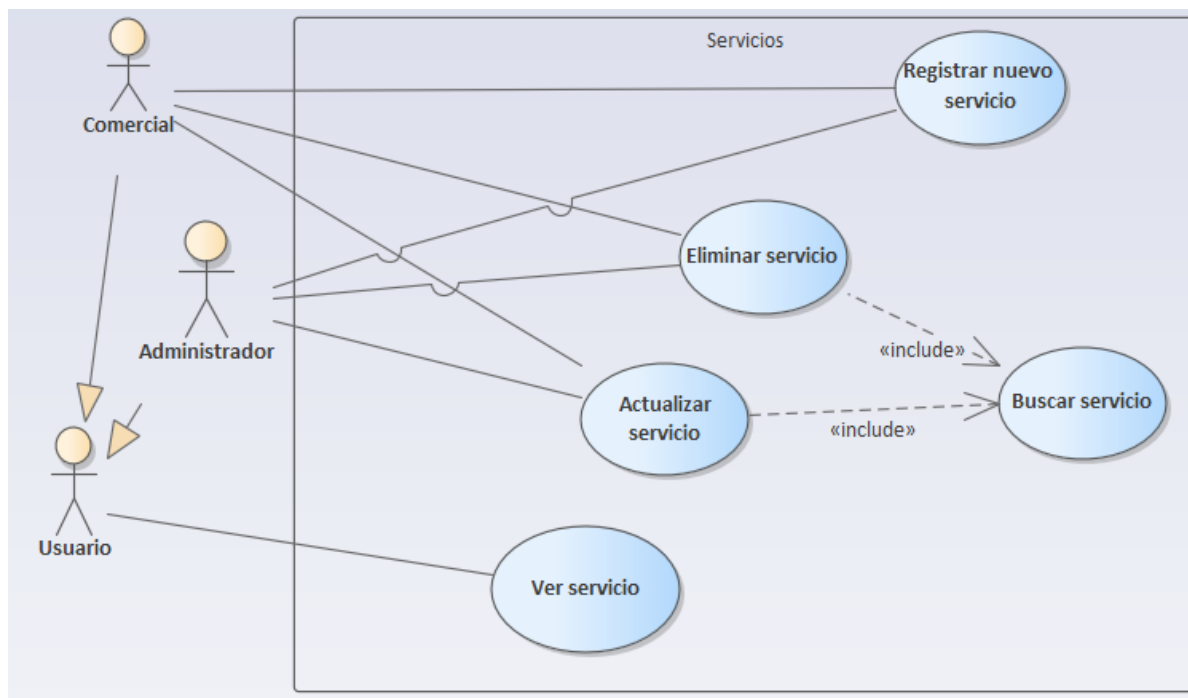 Servicios
Registrar nuevo
servicio
Comercial
Eliminar servicio
Administrador
«include»
Actualizar
servicio
Buscar servicio
«include»
Usuario
Ver servicio